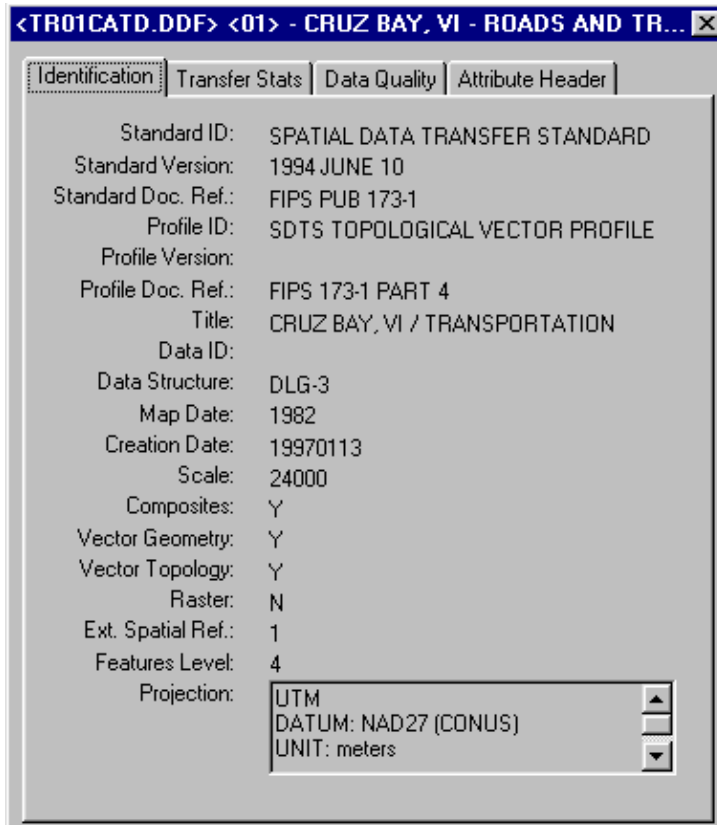 <TR01CATD.DDF> <01> - CRUZ BAY, VI - ROADS AND TR...
Identification Transfer Stats Data Quality Attribute Header
Standard ID: SPATIAL DATA TRANSFER STANDARD
Standard Version: 1994 JUNE 10
Standard Doc. Ref.: FIPS PUB 173-1
Profile ID: SDTS TOPOLOGICAL VECTOR PROFILE
Profile Version:
Profile Doc. Ref.: FIPS 173-1 PART 4
Title: CRUZ BAY, VI / TRANSPORTATION
Data ID:
Data Structure: DLG-3
Map Date: 1982
Creation Date: 19970113
Scale: 24000
Composites: Y
Vector Geometry: Y
Vector Topology: Y
Raster: N
Ext. Spatial Ref.: 1
Features Level: 4
Projection: UTM
DATUM: NAD27 (CONUS)
UNIT: meters